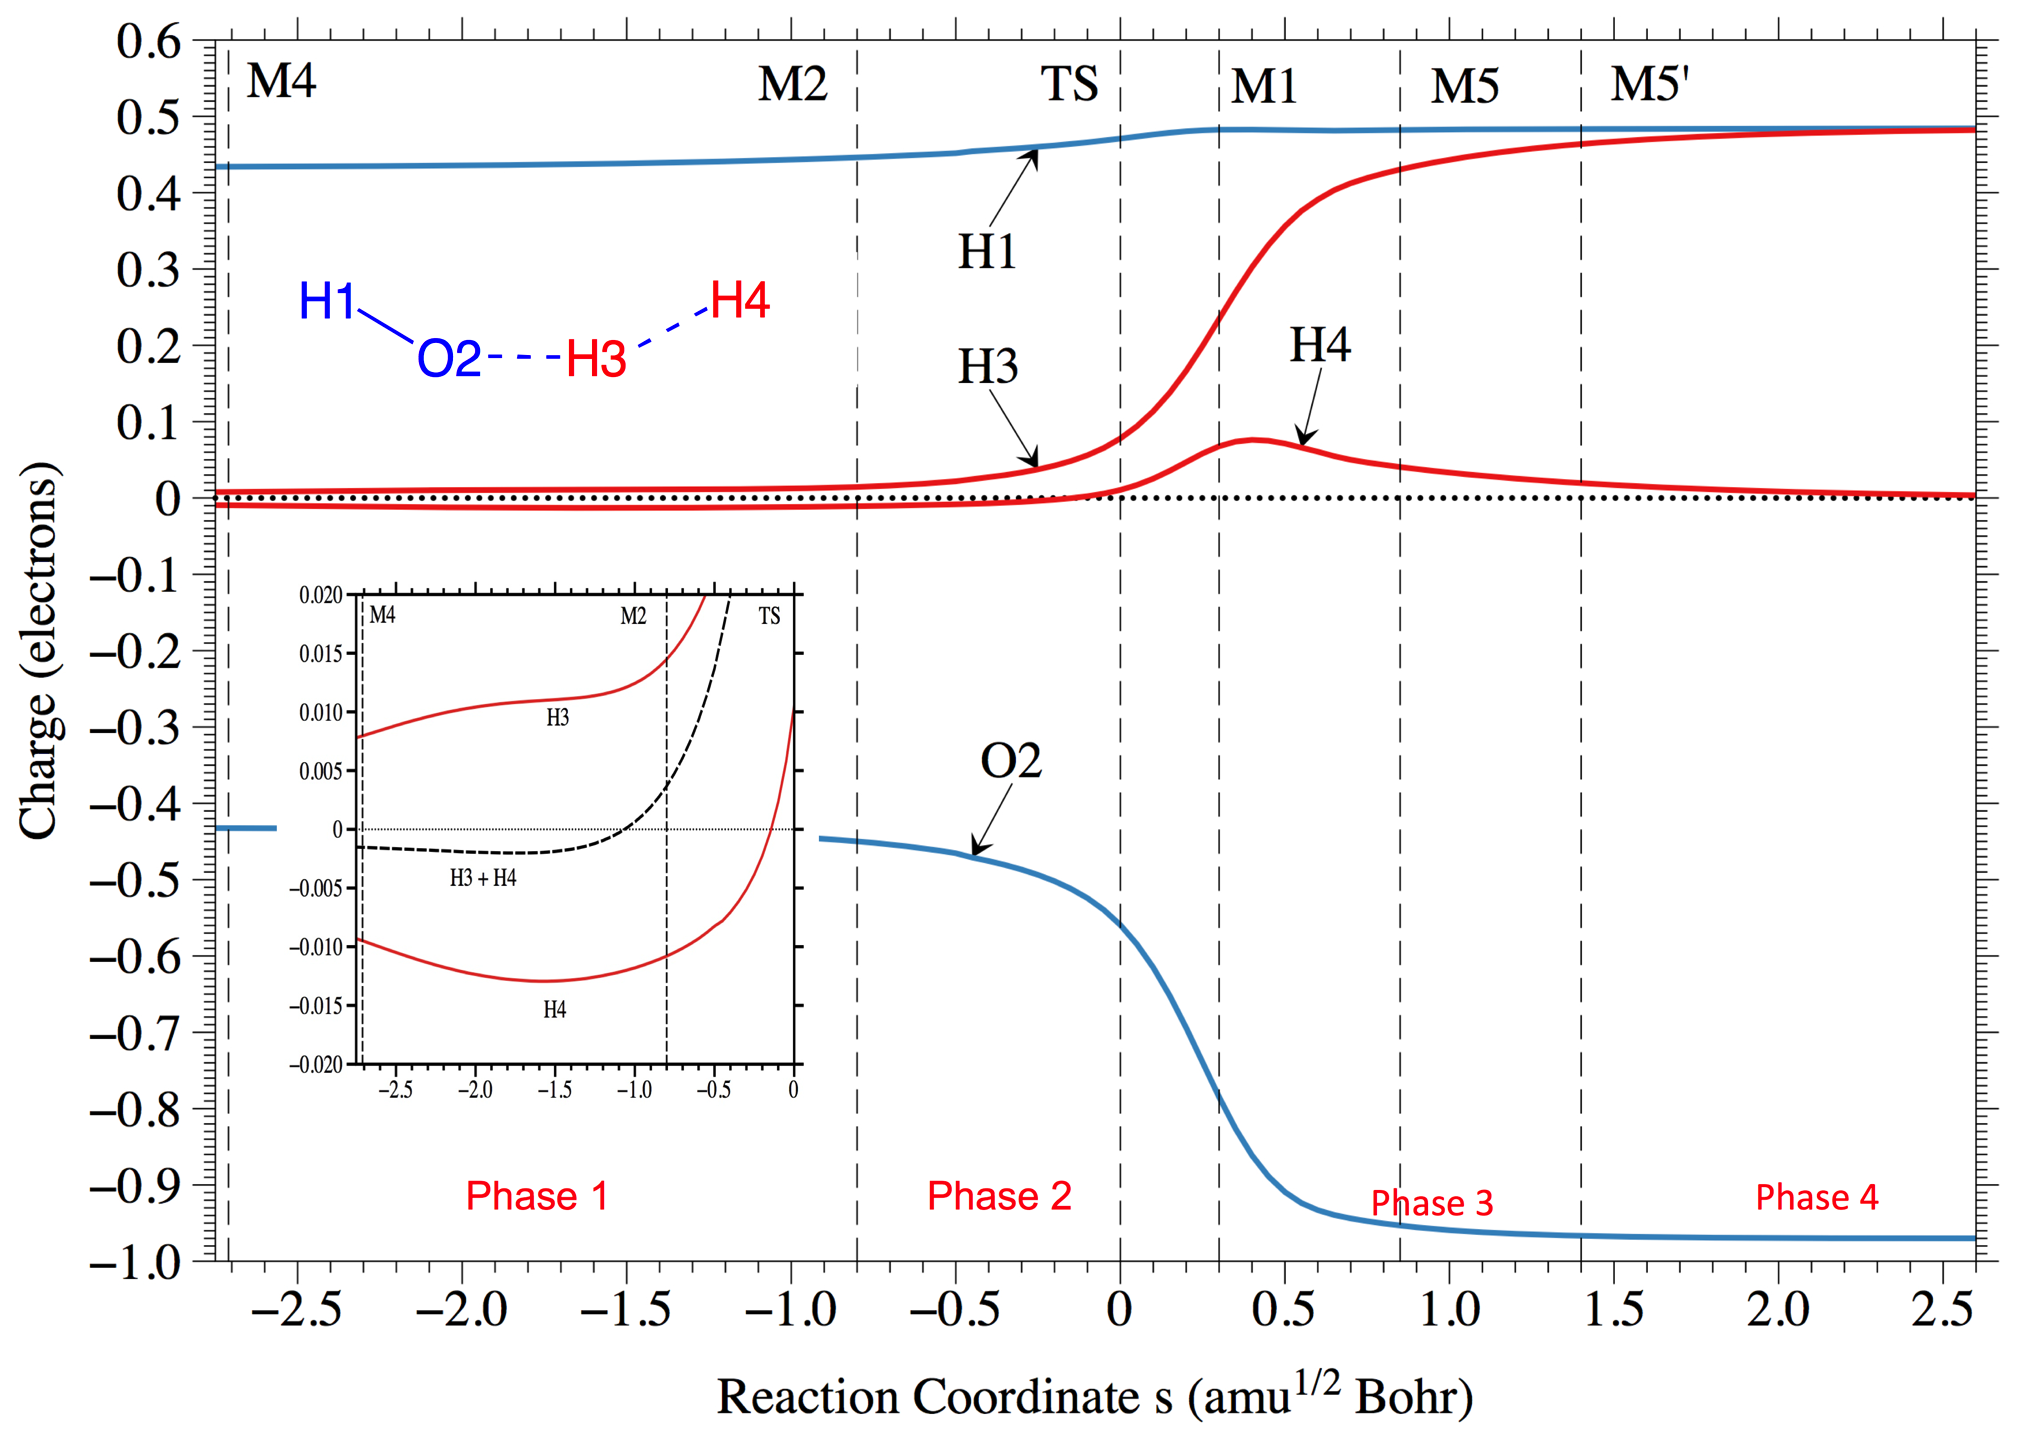 0.6
0.5
0.4
0.3
0.2
0.1
0
−0.1
−0.2
−0.3
−0.4
−0.5
−0.6
−0.7
−0.8
−0.9
−1.0
Charge (electrons)
M4
M2
TS
M1
M5
M5'
H1
H3
H4
O2
H1
O2
H3
H4
0.020
0.015
0.010
0.005
0
−0.005
−0.010
−0.015
−0.020
M4
M2
TS
H3
H3 + H4
H4
−2.5 −2.0 −1.5 −1.0 −0.5 0
Phase 1
Phase 2
Phase 3
Phase 4
−2.5 −2.0 −1.5 −1.0 −0.5 0 0.5 1.0 1.5 2.0 2.5
Reaction Coordinate s (amu^1/2 Bohr)